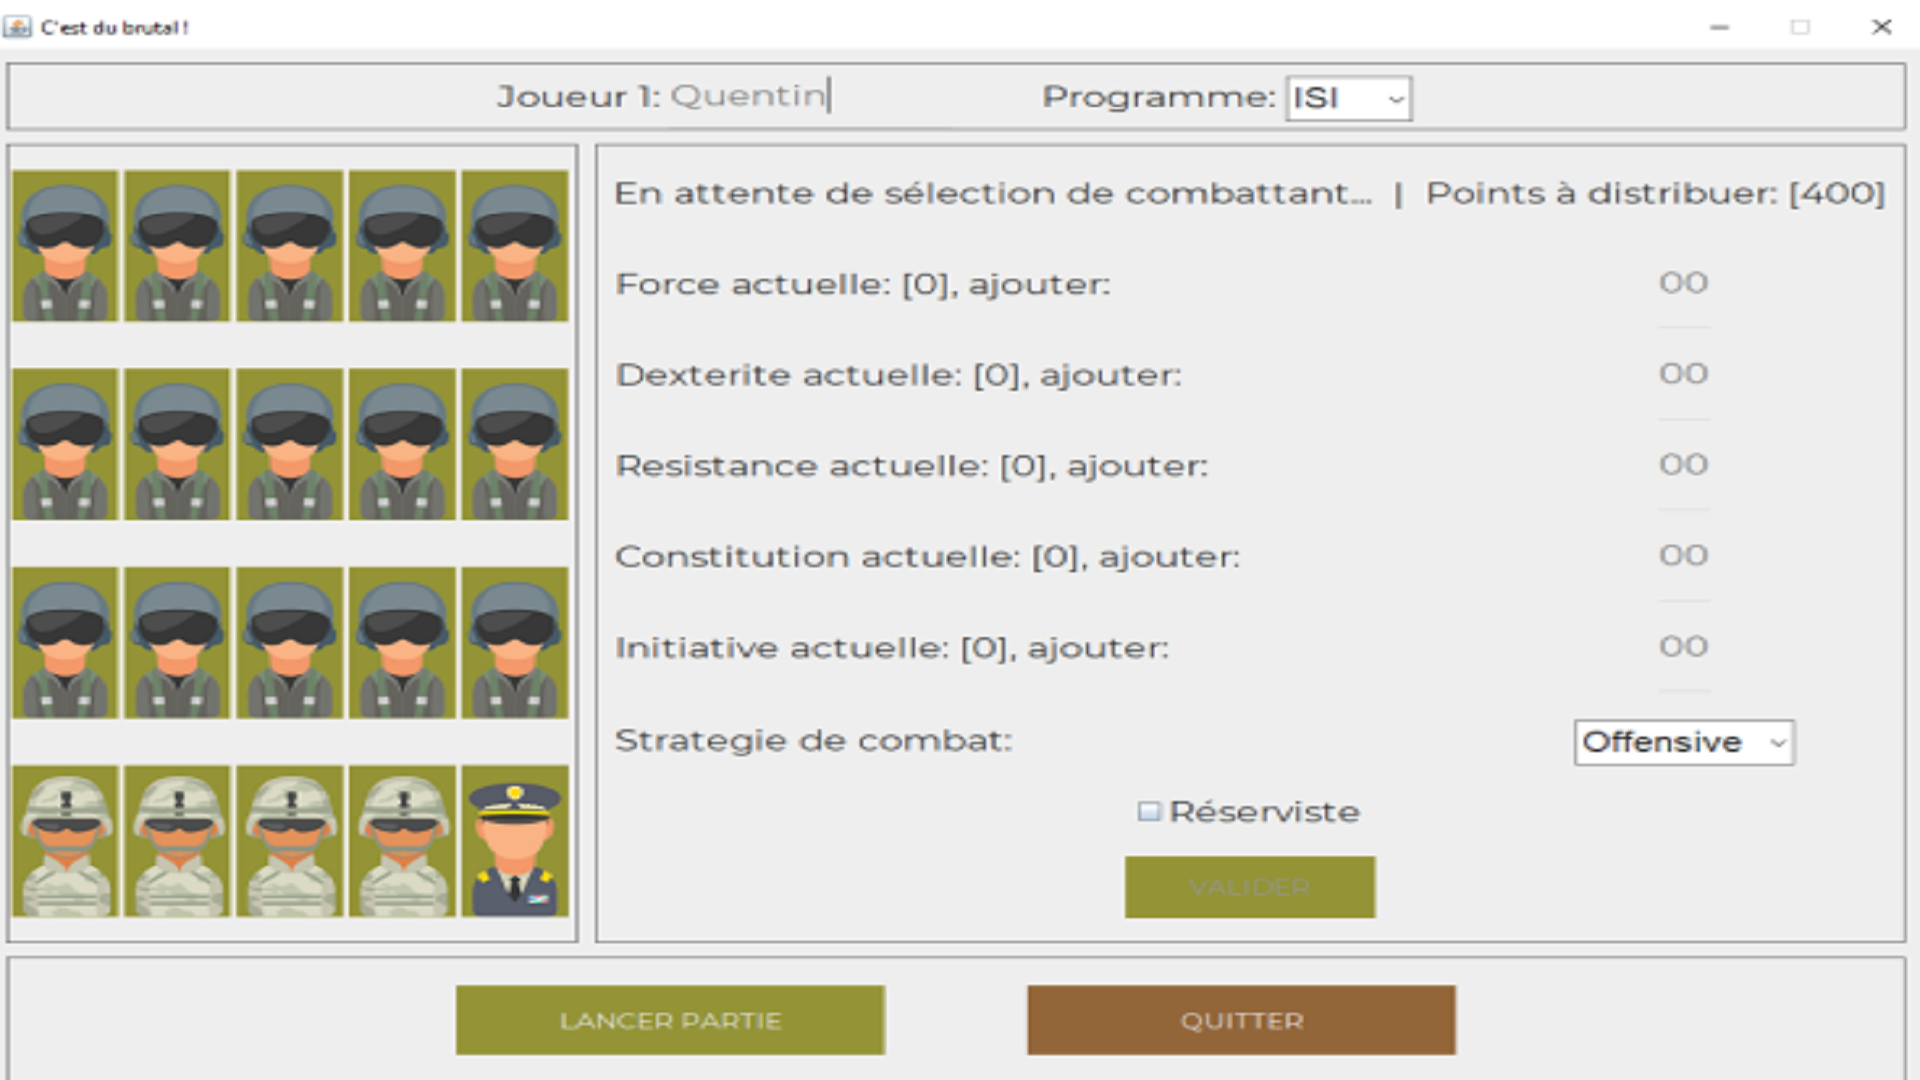 C'est du brutal !
Joueur 1: Quentin Programme: ISI
En attente de sélection de combattant... | Points à distribuer: [400]
Force actuelle: [0], ajouter: 00
Dexterite actuelle: [0], ajouter: 00
Resistance actuelle: [0], ajouter: 00
Constitution actuelle: [0], ajouter: 00
Initiative actuelle: [0], ajouter: 00
Strategie de combat: Offensive
Réserviste
VALIDER
LANCER PARTIE QUITTER